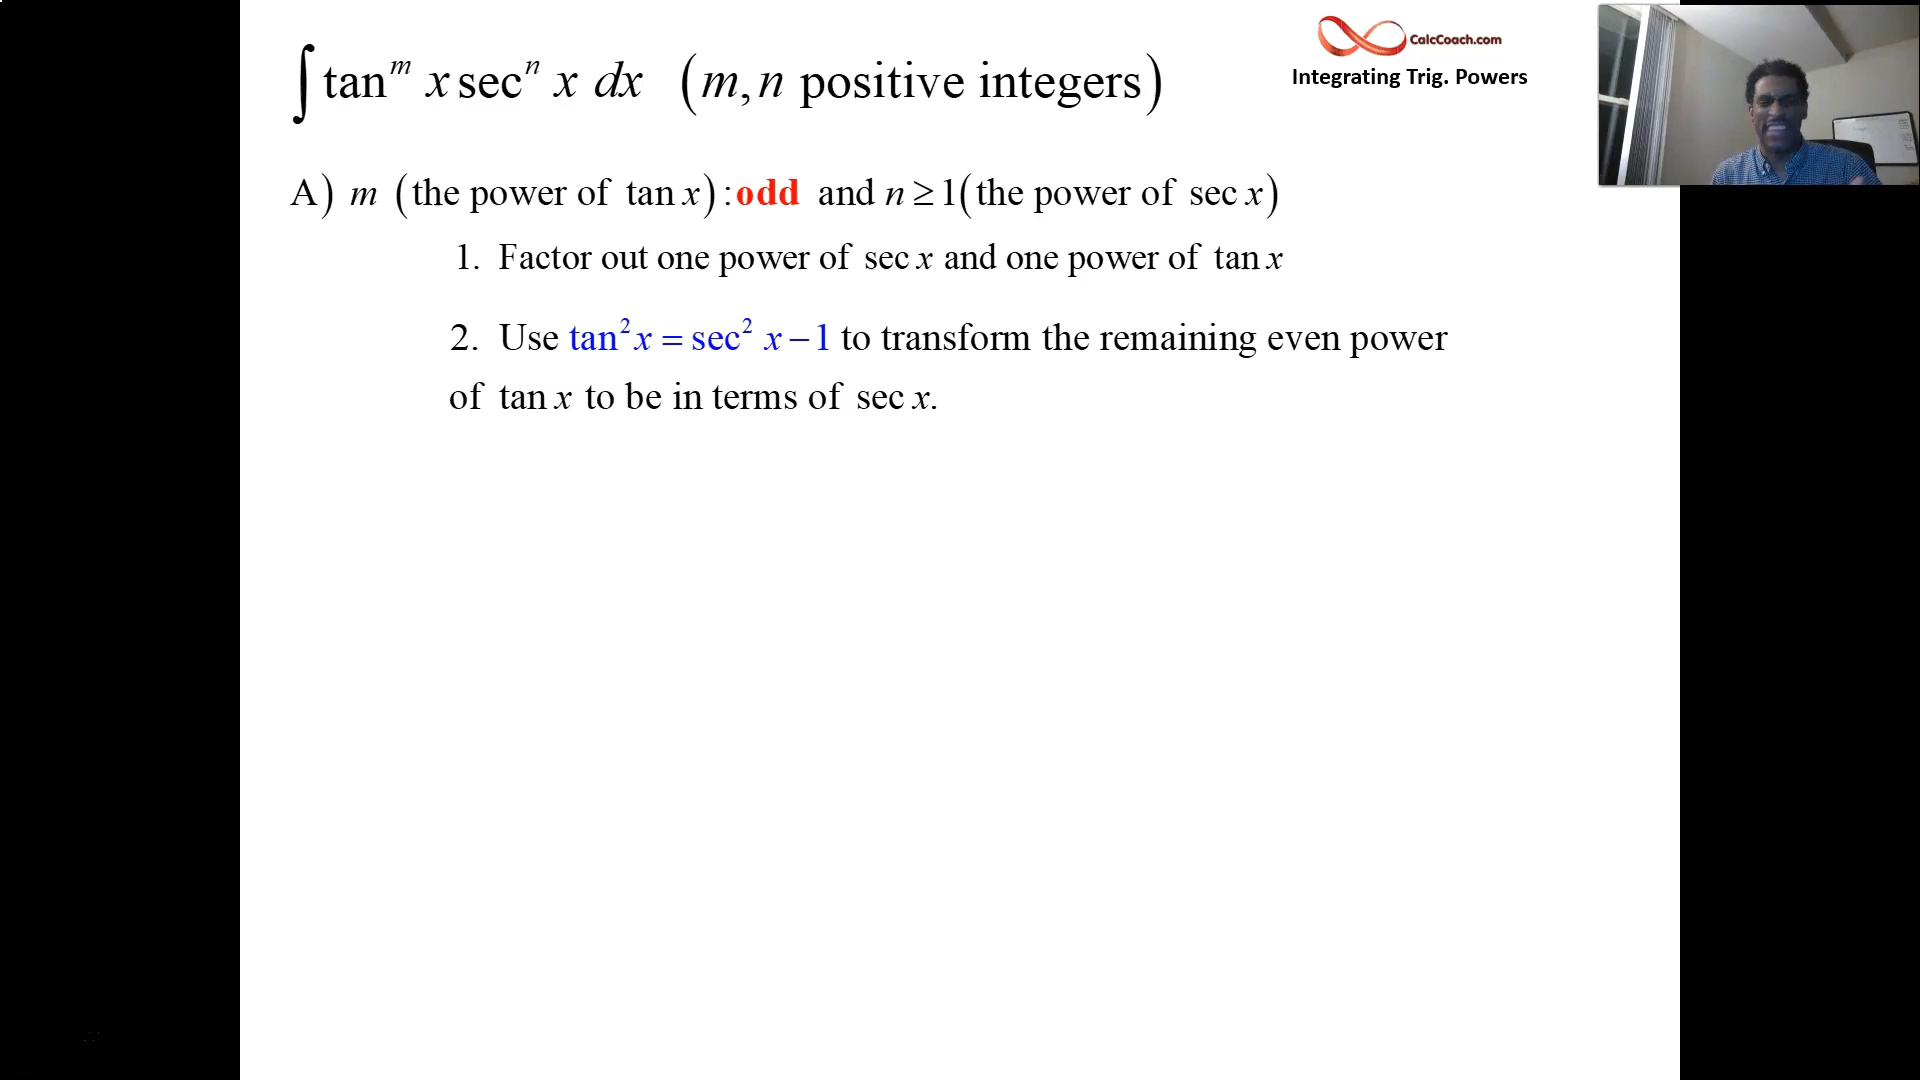 ∫ tan^m x sec^n x dx (m, n positive integers)
CalcCoach.com
Integrating Trig. Powers
A) m (the power of tan x): odd and n ≥ 1 (the power of sec x)
1. Factor out one power of sec x and one power of tan x
2. Use tan² x = sec² x − 1 to transform the remaining even power
of tan x to be in terms of sec x.